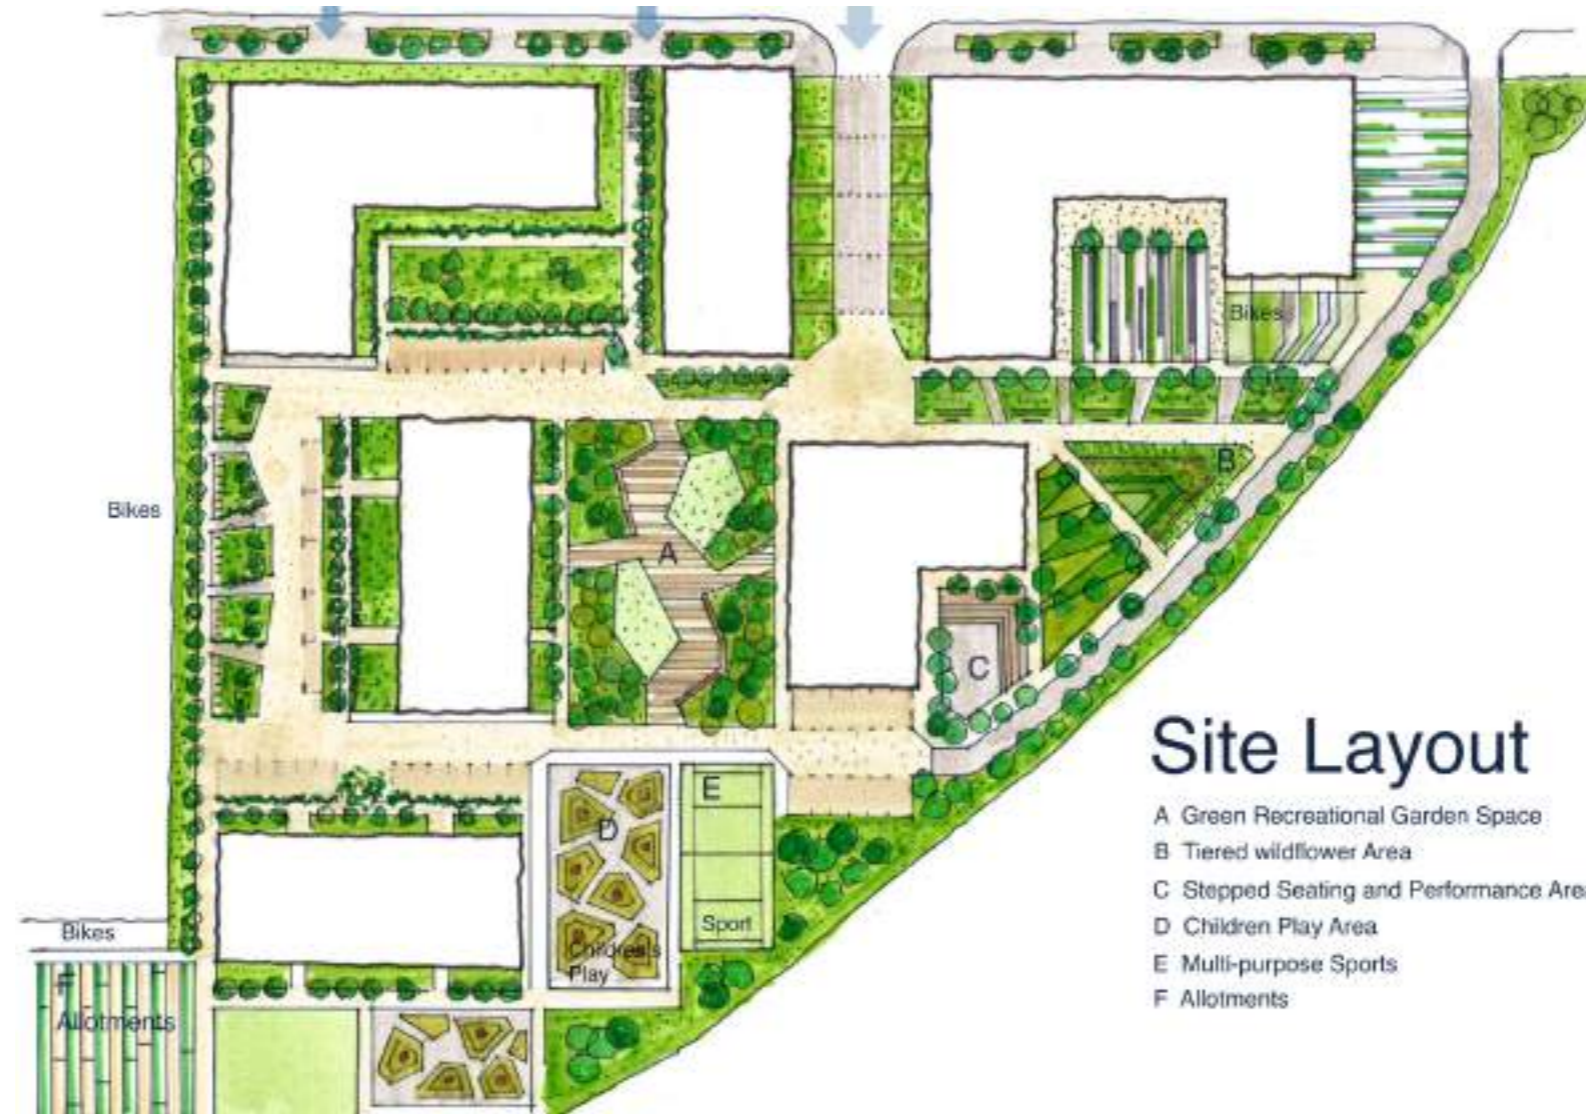 Bikes
B
Bikes
A
C
Site Layout
E
A Green Recreational Garden Space
D
B Tiered wildflower Area
C Stepped Seating and Performance Are
Sport
Bikes
D Children Play Area
Children's
Play
E Multi-purpose Sports
F
F Allotments
Allotments